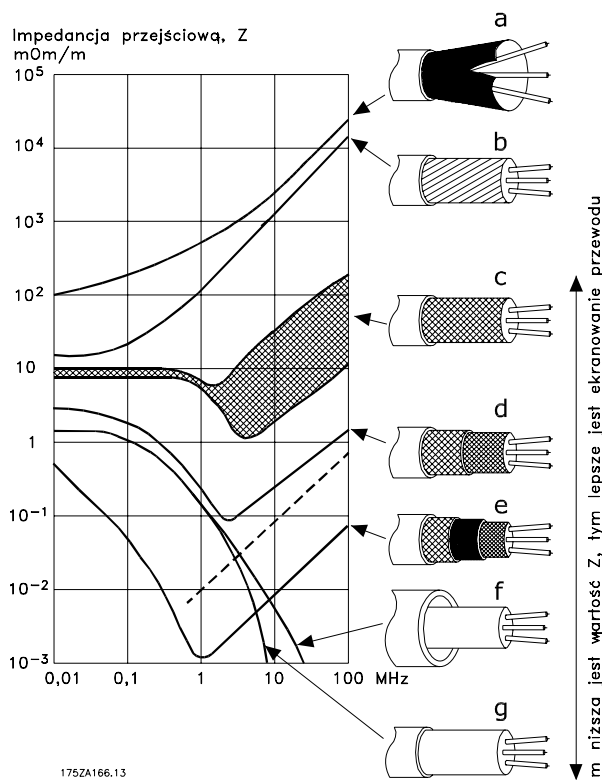 Impedancja przejściową, Z
mOm/m
a
10⁵
10⁴
b
10³
10²
c
10
d
1
10⁻¹
e
10⁻²
f
10⁻³
0,01
0,1
1
10
100 MHz
g
175ZA166.13
m niższa jest wartość Z, tym lepsze jest ekranowanie przewodu